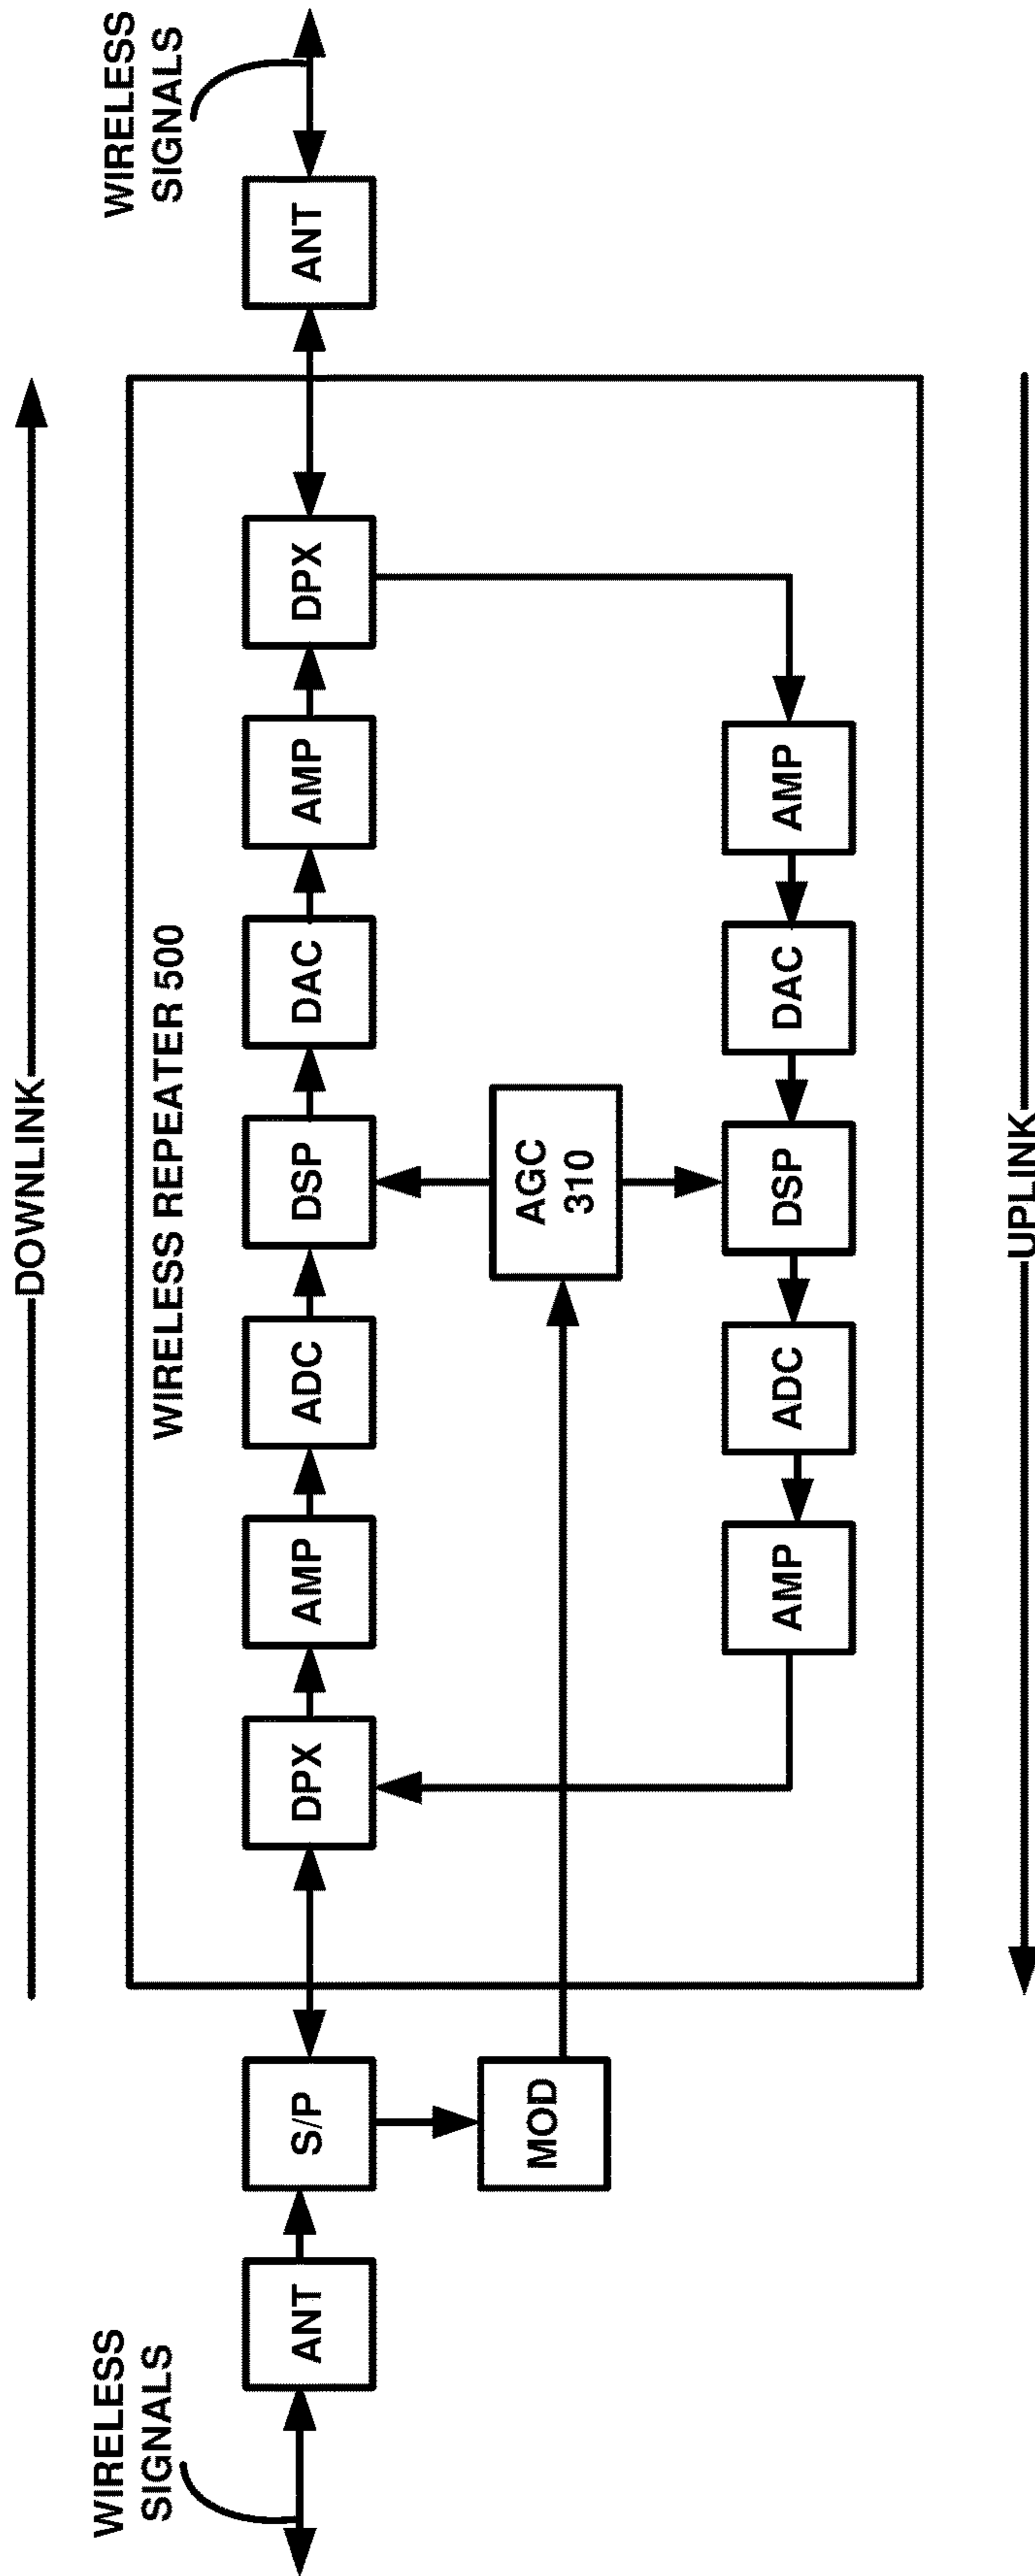 DOWNLINK
WIRELESS REPEATER 500
WIRELESS
SIGNALS
WIRELESS
SIGNALS
ANT
S/P
DPX
AMP
ADC
DSP
DAC
AMP
DPX
ANT
MOD
AGC
310
AMP
ADC
DSP
DAC
AMP
UPLINK